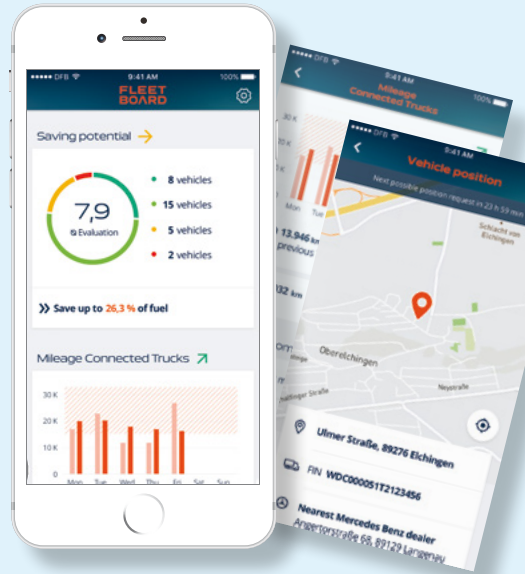 DFB 9:41 AM 100%
FLEET
BOARD
Saving potential
7,9
Ø Evaluation
8 vehicles
15 vehicles
5 vehicles
2 vehicles
Save up to 26,3 % of fuel
Mileage Connected Trucks
30 K
20 K
10 K
0
Mon Tue Wed Thu Fri Sat Sun
9:41 AM 100%
Mileage
Connected Trucks
30 K
Mon Tue
13.946 km
previous
032 km
DFB 9:41 AM
Vehicle position
Next possible position request in 23 h 59 min
Schlacht von
Elchingen
Oberelchingen
Neystraße
Ulmer Straße, 89276 Elchingen
FIN WDC000051T2123456
Nearest Mercedes Benz dealer
Angertorstraße 68, 89129 Langenau